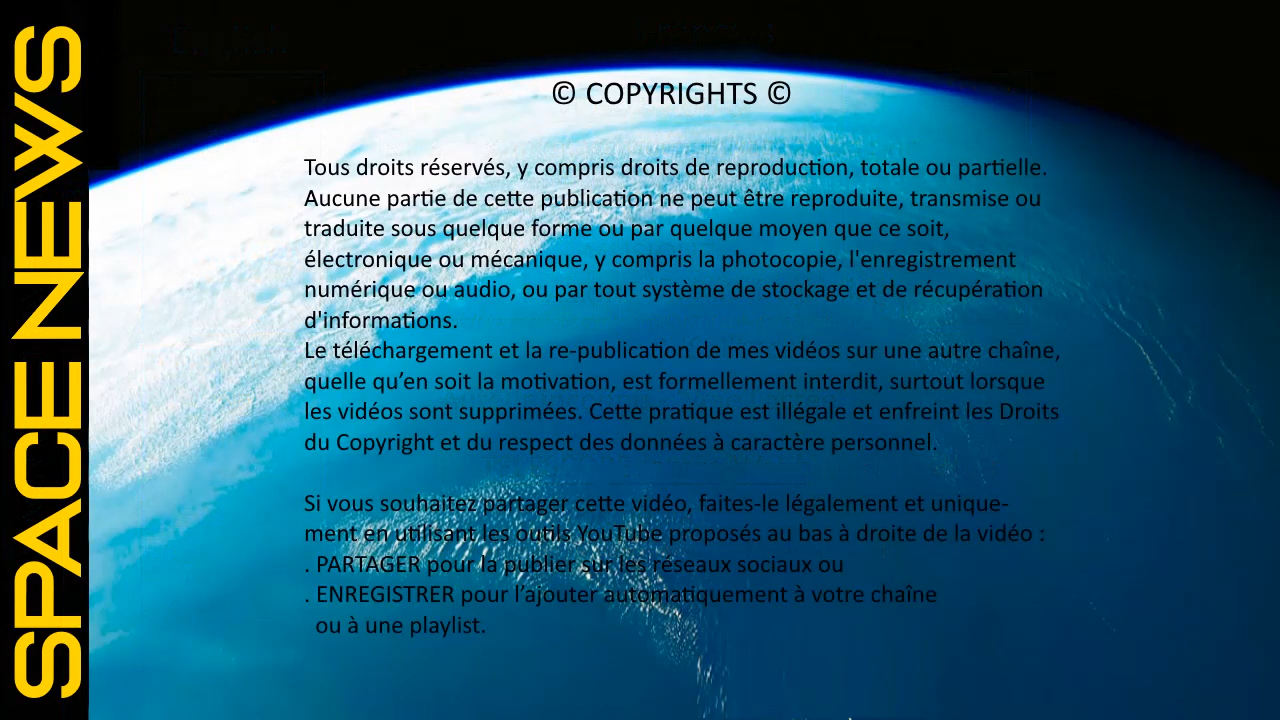 SPACE NEWS
© COPYRIGHTS ©
Tous droits réservés, y compris droits de reproduction, totale ou partielle.
Aucune partie de cette publication ne peut être reproduite, transmise ou
traduite sous quelque forme ou par quelque moyen que ce soit,
électronique ou mécanique, y compris la photocopie, l'enregistrement
numérique ou audio, ou par tout système de stockage et de récupération
d'informations.
Le téléchargement et la re-publication de mes vidéos sur une autre chaîne,
quelle qu’en soit la motivation, est formellement interdit, surtout lorsque
les vidéos sont supprimées. Cette pratique est illégale et enfreint les Droits
du Copyright et du respect des données à caractère personnel.
Si vous souhaitez partager cette vidéo, faites-le légalement et unique-
ment en utilisant les outils YouTube proposés au bas à droite de la vidéo :
. PARTAGER pour la publier sur les réseaux sociaux ou
. ENREGISTRER pour l’ajouter automatiquement à votre chaîne
ou à une playlist.